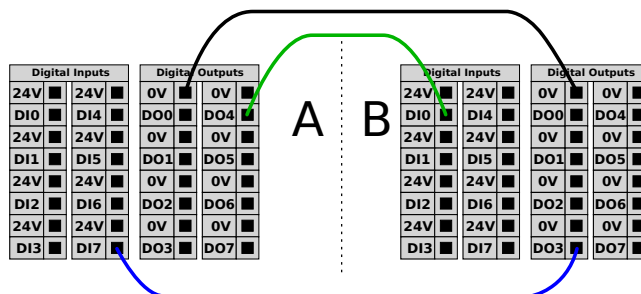 Digital Inputs Digital Outputs Digital Inputs Digital Outputs
24V 24V 0V 0V 24V 24V 0V 0V
DI0 DI4 DO0 DO4 A B DI0 DI4 DO0 DO4
24V 24V 0V 0V 24V 24V 0V 0V
DI1 DI5 DO1 DO5 DI1 DI5 DO1 DO5
24V 24V 0V 0V 24V 24V 0V 0V
DI2 DI6 DO2 DO6 DI2 DI6 DO2 DO6
24V 24V 0V 0V 24V 24V 0V 0V
DI3 DI7 DO3 DO7 DI3 DI7 DO3 DO7